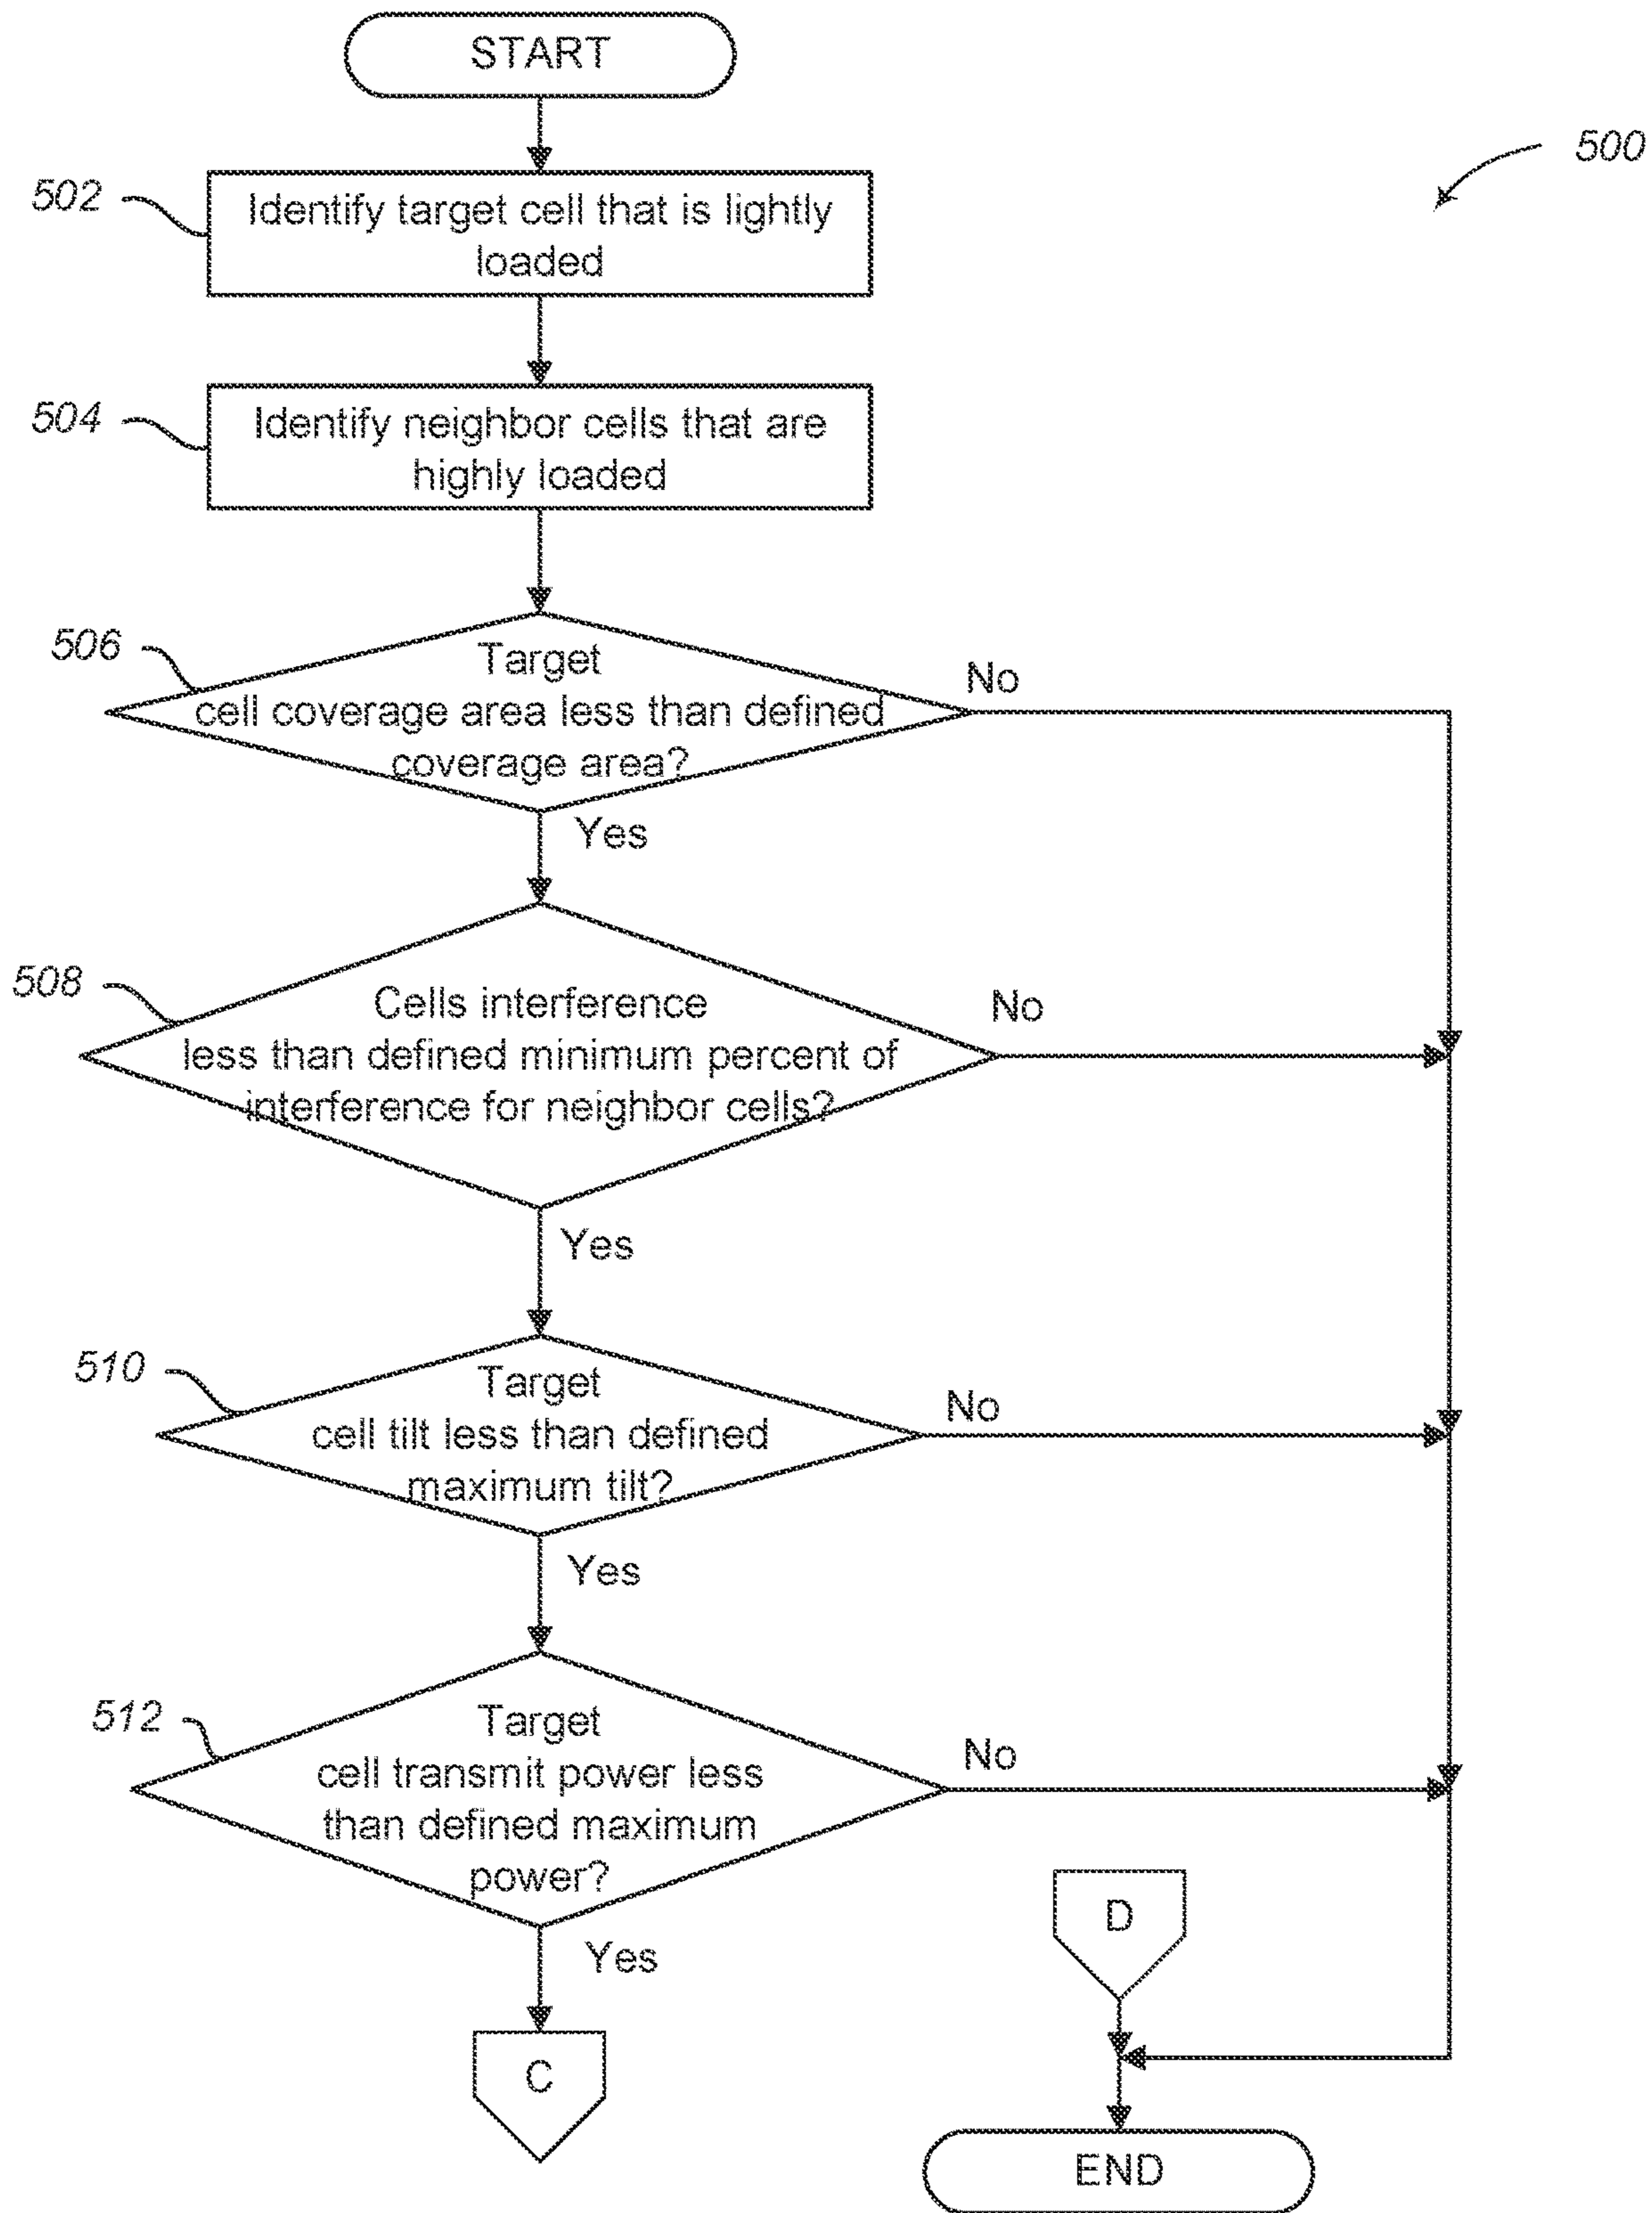 START
500
502
Identify target cell that is lightly
loaded
504
Identify neighbor cells that are
highly loaded
506
Target
cell coverage area less than defined
coverage area?
No
Yes
508
Cells interference
less than defined minimum percent of
interference for neighbor cells?
No
Yes
510
Target
cell tilt less than defined
maximum tilt?
No
Yes
512
Target
cell transmit power less
than defined maximum
power?
No
Yes
D
C
END